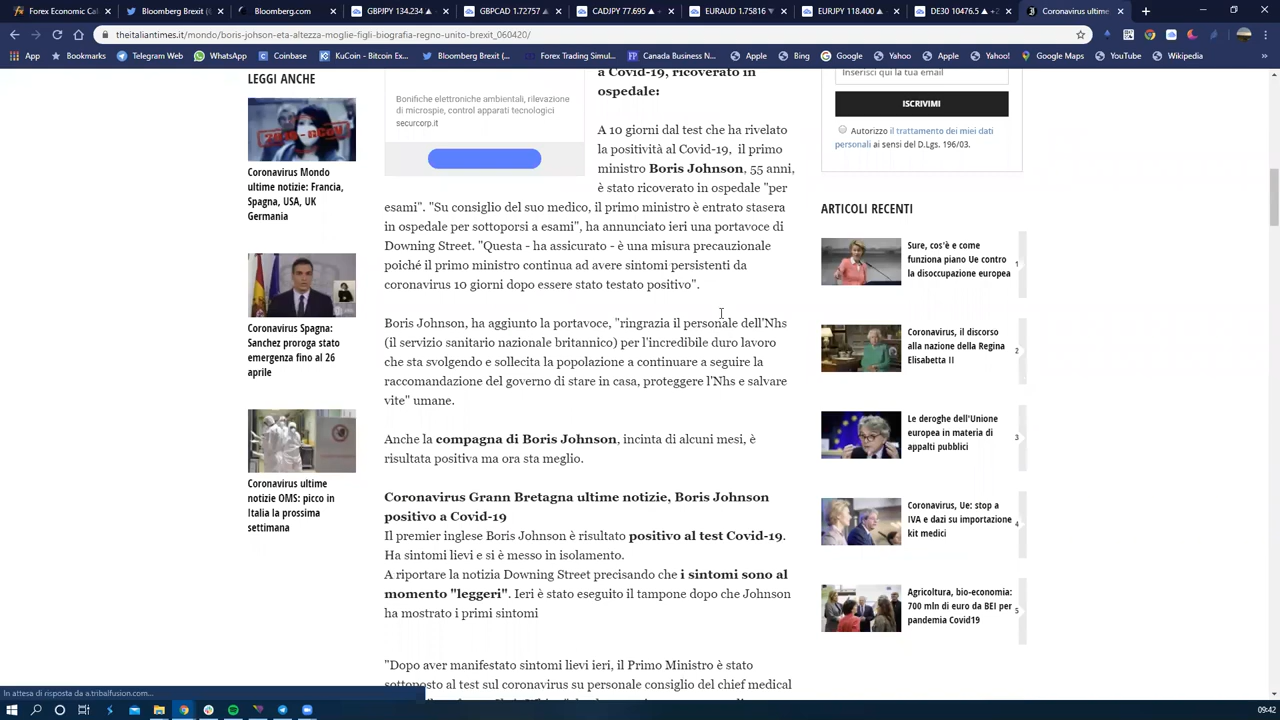 GBPJPY 134.234
GBPCAD 1.72757
EURAUD 1.75816
EURJPY 118.400
DE30 10476.5
Coronavirus ultime
theitaliantimes.it/mondo/boris-johson-eta-altezza-moglie-figli-biografia-regno-unito-brexit_060420/
App Telegram Web WhatsApp Coinbase KuCoin - Bitcoin Ex... Welcome Bloomberg (... Forex Trading Simul... Forex Trading Canada... Apple Bing Google Apple Yahoo! Google Maps YouTube Wikipedia
LEGGI ANCHE
Coronavirus Mondo
ultime notizie: Francia,
Spagna, USA, UK
Germania
Coronavirus Spagna:
Sanchez proroga stato
emergenza fino al 26
aprile
Coronavirus ultime
notizie OMS: picco in
Italia la prossima
settimana
Bonifiche elettroniche ambientali, rilevazione
di microspie, control apparati tecnologici
securcorp.it
a Covid-19, ricoverato in
ospedale:
A 10 giorni dal test che ha rivelato
la positività al Covid-19, il primo
ministro Boris Johnson, 55 anni,
è stato ricoverato in ospedale "per
esami". "Su consiglio del suo medico, il primo ministro è entrato stasera
in ospedale per sottoporsi a esami", ha annunciato ieri una portavoce di
Downing Street. "Questa - ha assicurato - è una misura precauzionale
poiché il primo ministro continua ad avere sintomi persistenti da
coronavirus 10 giorni dopo essere stato testato positivo".
Boris Johnson, ha aggiunto la portavoce, "ringrazia il personale dell'Nhs
(il servizio sanitario nazionale britannico) per l'incredibile duro lavoro
che sta svolgendo e sollecita la popolazione a continuare a seguire la
raccomandazione del governo di stare in casa, proteggere l'Nhs e salvare
vite" umane.
Anche la compagna di Boris Johnson, incinta di alcuni mesi, è
risultata positiva ma ora sta meglio.
Coronavirus Grann Bretagna ultime notizie, Boris Johnson
positivo a Covid-19
Il premier inglese Boris Johnson è risultato positivo al test Covid-19.
Ha sintomi lievi e si è messo in isolamento.
A riportare la notizia Downing Street precisando che i sintomi sono al
momento "leggeri". Ieri è stato eseguito il tampone dopo che Johnson
ha mostrato i primi sintomi
"Dopo aver manifestato sintomi lievi ieri, il Primo Ministro è stato
sottoposto al test sul coronavirus su personale consiglio del chief medical
Inserisci qui la tua email
ISCRIVIMI
Autorizzo il trattamento dei miei dati
personali ai sensi del D.Lgs. 196/03.
ARTICOLI RECENTI
Sure, cos'è e come
funziona piano Ue contro
la disoccupazione europea
1
Coronavirus, il discorso
alla nazione della Regina
Elisabetta II
2
Le deroghe dell'Unione
europea in materia di
appalti pubblici
3
Coronavirus, Ue: stop a
IVA e dazi su importazione
kit medici
4
Agricoltura, bio-economia:
700 mln di euro da BEI per
pandemia Covid19
5
In attesa di risposta da a.tribalfusion.com...
09:42